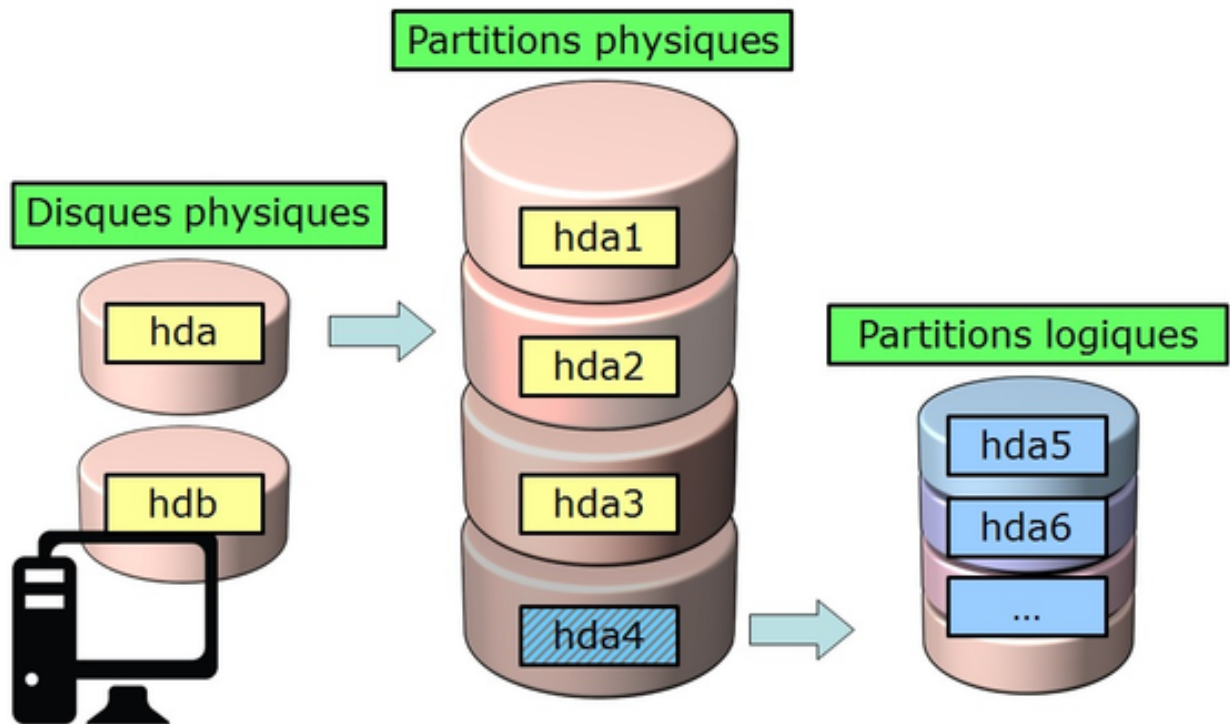 Partitions physiques
Disques physiques
hda
hdb
hda1
hda2
hda3
hda4
Partitions logiques
hda5
hda6
...